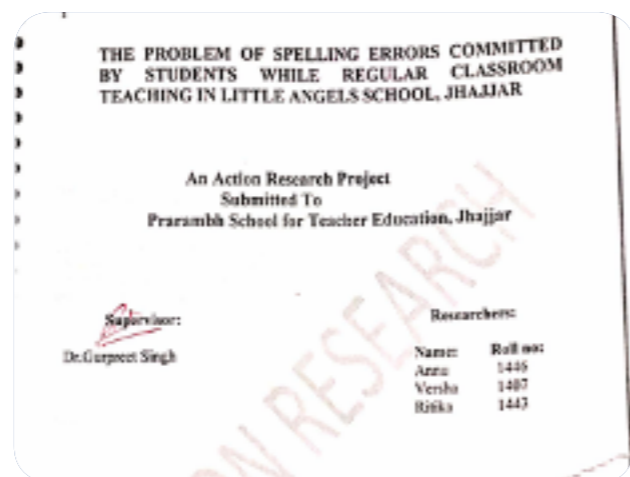 THE PROBLEM OF SPELLING ERRORS COMMITTED
BY STUDENTS WHILE REGULAR CLASSROOM
TEACHING IN LITTLE ANGELS SCHOOL, JHAJJAR
An Action Research Project
Submitted To
Prarambh School for Teacher Education, Jhajjar
Supervisor:
Dr.Gurpreet Singh
Researchers:
Name: Roll no:
Annu 1446
Versha 1407
Ritika 1443
ON RESEARCH